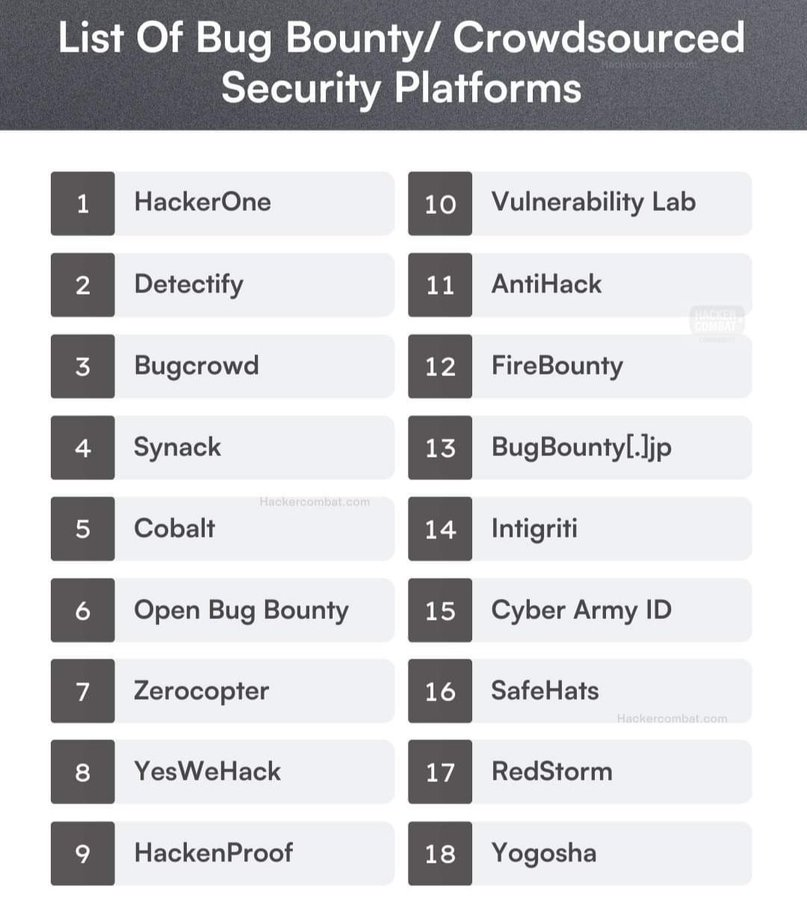 List Of Bug Bounty/ Crowdsourced
Security Platforms
1 HackerOne
2 Detectify
3 Bugcrowd
4 Synack
Hackercombat.com
5 Cobalt
6 Open Bug Bounty
7 Zerocopter
8 YesWeHack
9 HackenProof
10 Vulnerability Lab
11 AntiHack
HACKER
COMBAT
12 FireBounty
13 BugBounty[.]jp
14 Intigriti
15 Cyber Army ID
16 SafeHats
Hackercombat.com
17 RedStorm
18 Yogosha